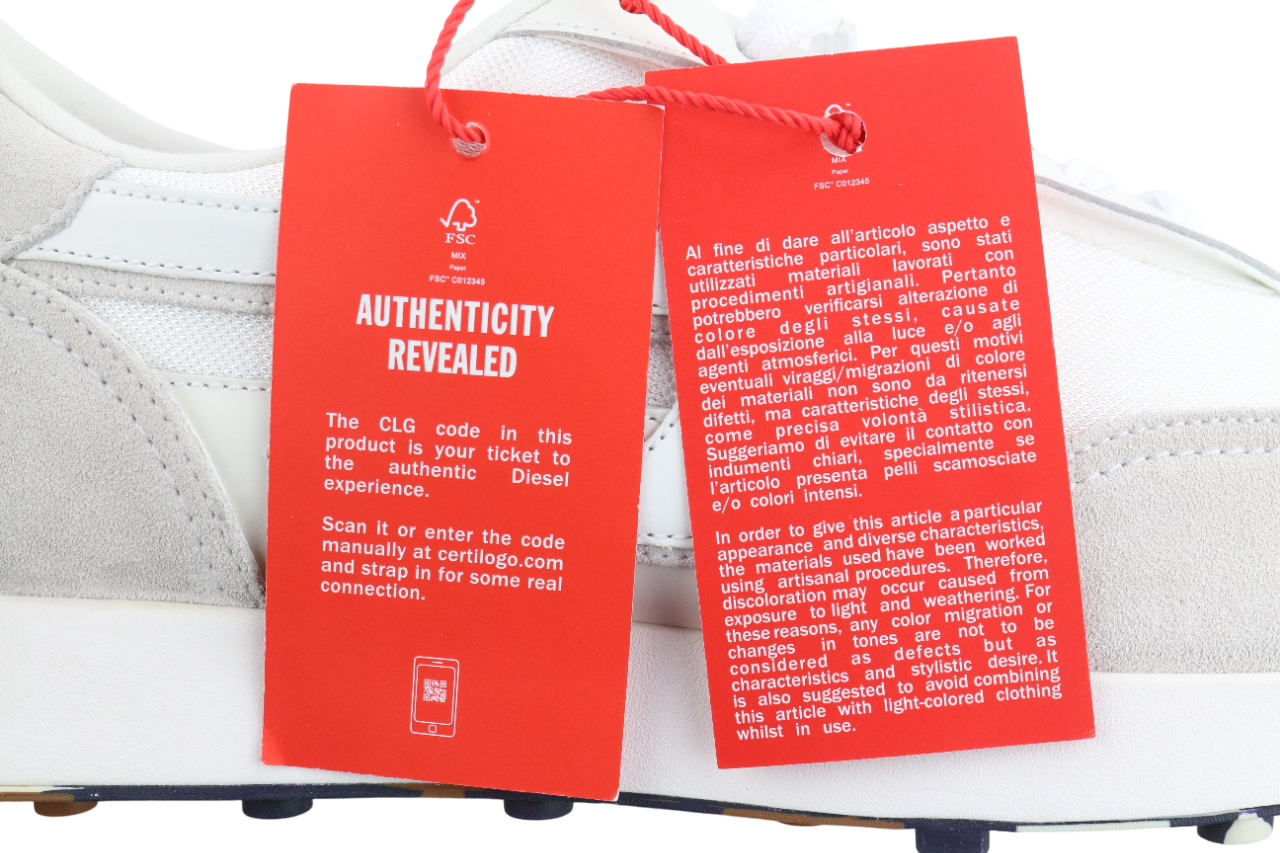 FSC
MIX
Paper
FSC™ C012345
AUTHENTICITY
REVEALED
The CLG code in this
product is your ticket to
the authentic Diesel
experience.
Scan it or enter the code
manually at certilogo.com
and strap in for some real
connection.
MIX
Paper
FSC™ C012345
Al fine di dare all'articolo aspetto e
caratteristiche particolari, sono stati
utilizzati materiali lavorati con
procedimenti artigianali. Pertanto
potrebbero verificarsi alterazione di
colore degli stessi, causate
dall'esposizione alla luce e/o agli
agenti atmosferici. Per questi motivi
eventuali viraggi/migrazioni di colore
dei materiali non sono da ritenersi
difetti, ma caratteristiche degli stessi,
come precisa volontà stilistica.
Suggeriamo di evitare il contatto con
indumenti chiari, specialmente se
l'articolo presenta pelli scamosciate
e/o colori intensi.
In order to give this article a particular
appearance and diverse characteristics,
the materials used have been worked
using artisanal procedures. Therefore,
discoloration may occur caused from
exposure to light and weathering. For
these reasons, any color migration or
changes in tones are not to be
considered as defects but as
characteristics and stylistic desire. It
is also suggested to avoid combining
this article with light-colored clothing
whilst in use.